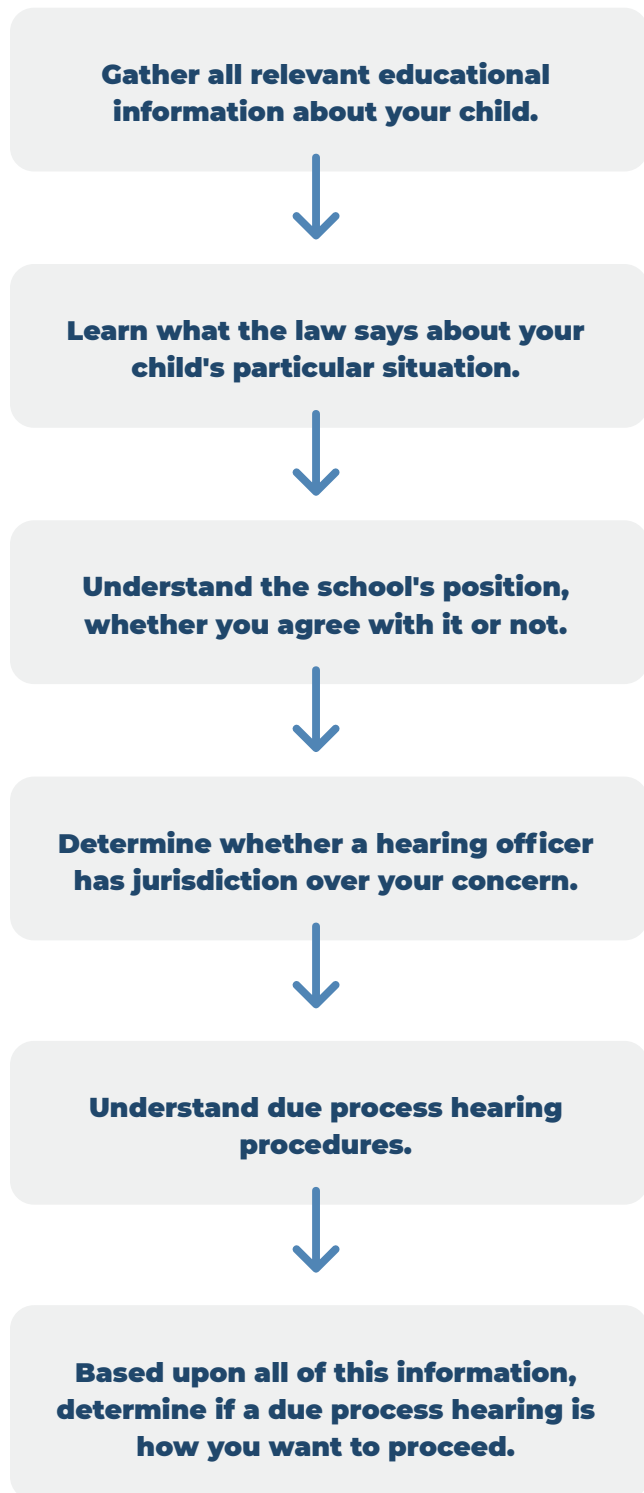 Gather all relevant educational
information about your child.
Learn what the law says about your
child's particular situation.
Understand the school's position,
whether you agree with it or not.
Determine whether a hearing officer
has jurisdiction over your concern.
Understand due process hearing
procedures.
Based upon all of this information,
determine if a due process hearing is
how you want to proceed.